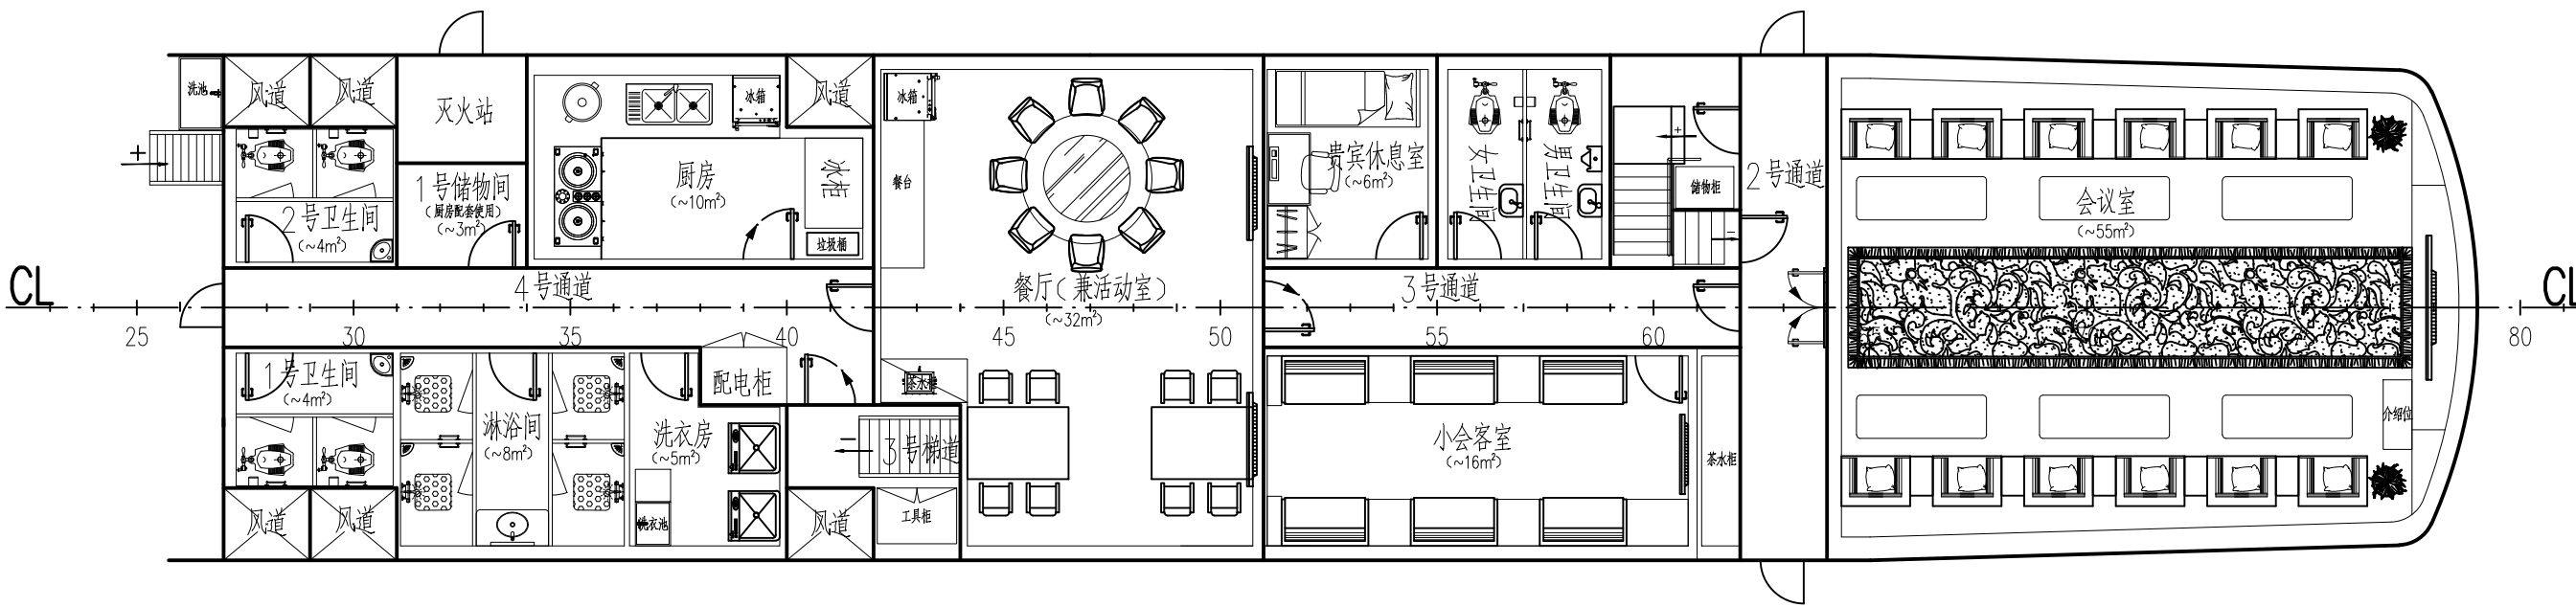 洗池
风道
风道
灭火站
冰箱
风道
冰箱
贵宾休息室
(~6m²)
女卫生间
男卫生间
储物柜
2号通道
会议室
(~55m²)
2号卫生间
(~4m²)
1号储物间
(厨房配套使用)
(~3m²)
厨房
(~10m²)
冰柜
垃圾桶
餐台
+
+
−
CL
4号通道
餐厅(兼活动室)
(~32m²)
3号通道
CL
25
30
35
40
45
50
55
60
80
1号卫生间
(~4m²)
淋浴间
(~8m²)
洗衣房
(~5m²)
配电柜
茶水柜
3号梯道
−
小会客室
(~16m²)
茶水柜
介绍位
风道
风道
洗衣池
风道
工具柜